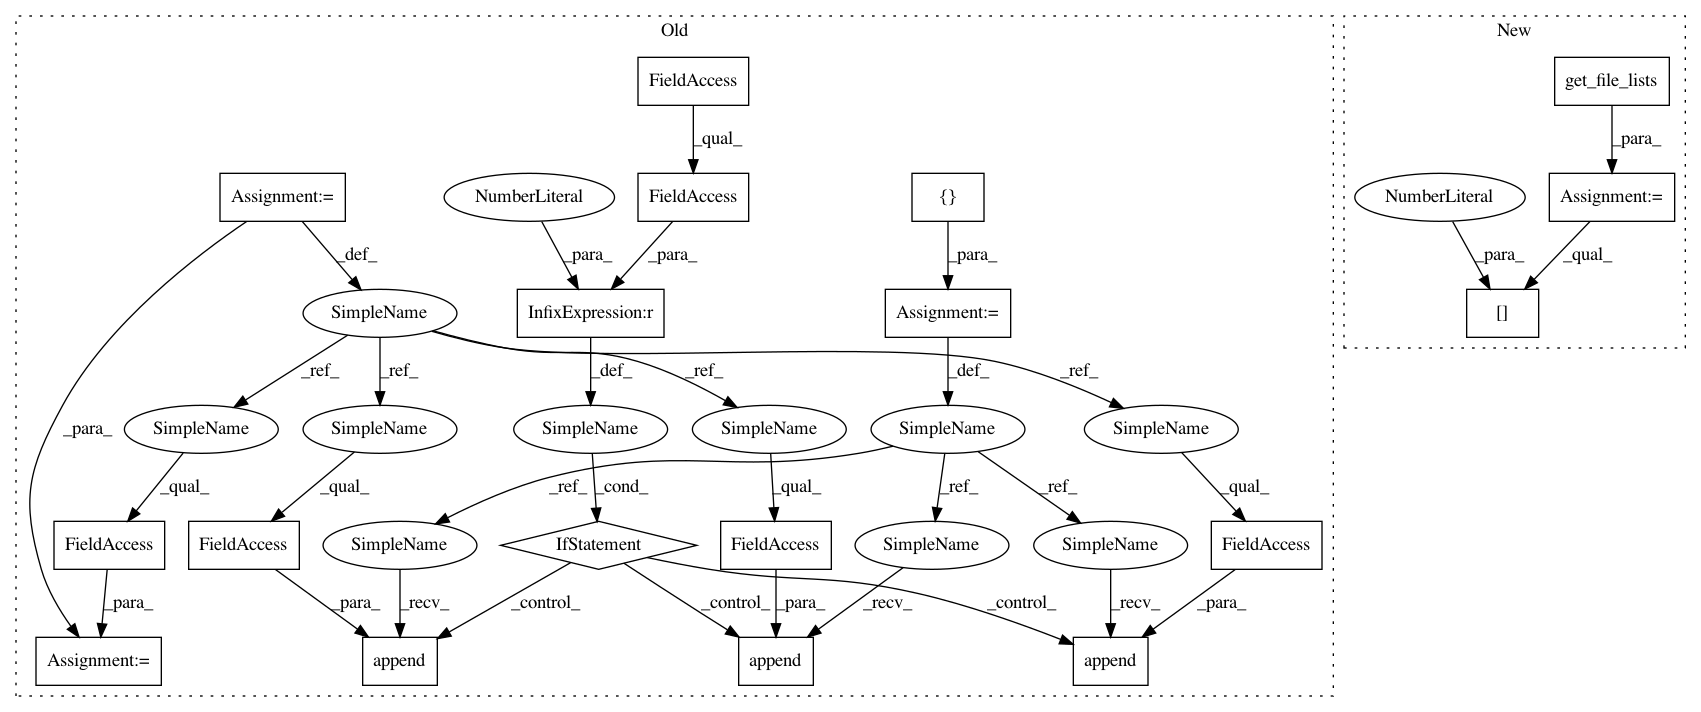 Old
New
FieldAccess
get_file_lists
_qual_
_para_
Assignment:=
NumberLiteral
FieldAccess
{}
NumberLiteral
Assignment:=
_def_
_para_
_para_
_para_
_para_
_qual_
SimpleName
InfixExpression:r
Assignment:=
[]
_ref_
_ref_
_def_
_ref_
_def_
_ref_
_para_
SimpleName
SimpleName
SimpleName
SimpleName
SimpleName
SimpleName
_qual_
_qual_
_ref_
_cond_
_qual_
_ref_
_ref_
_qual_
FieldAccess
FieldAccess
SimpleName
IfStatement
FieldAccess
SimpleName
SimpleName
FieldAccess
_para_
_para_
_recv_
_control_
_control_
_para_
_recv_
_control_
_recv_
_para_
Assignment:=
append
append
append